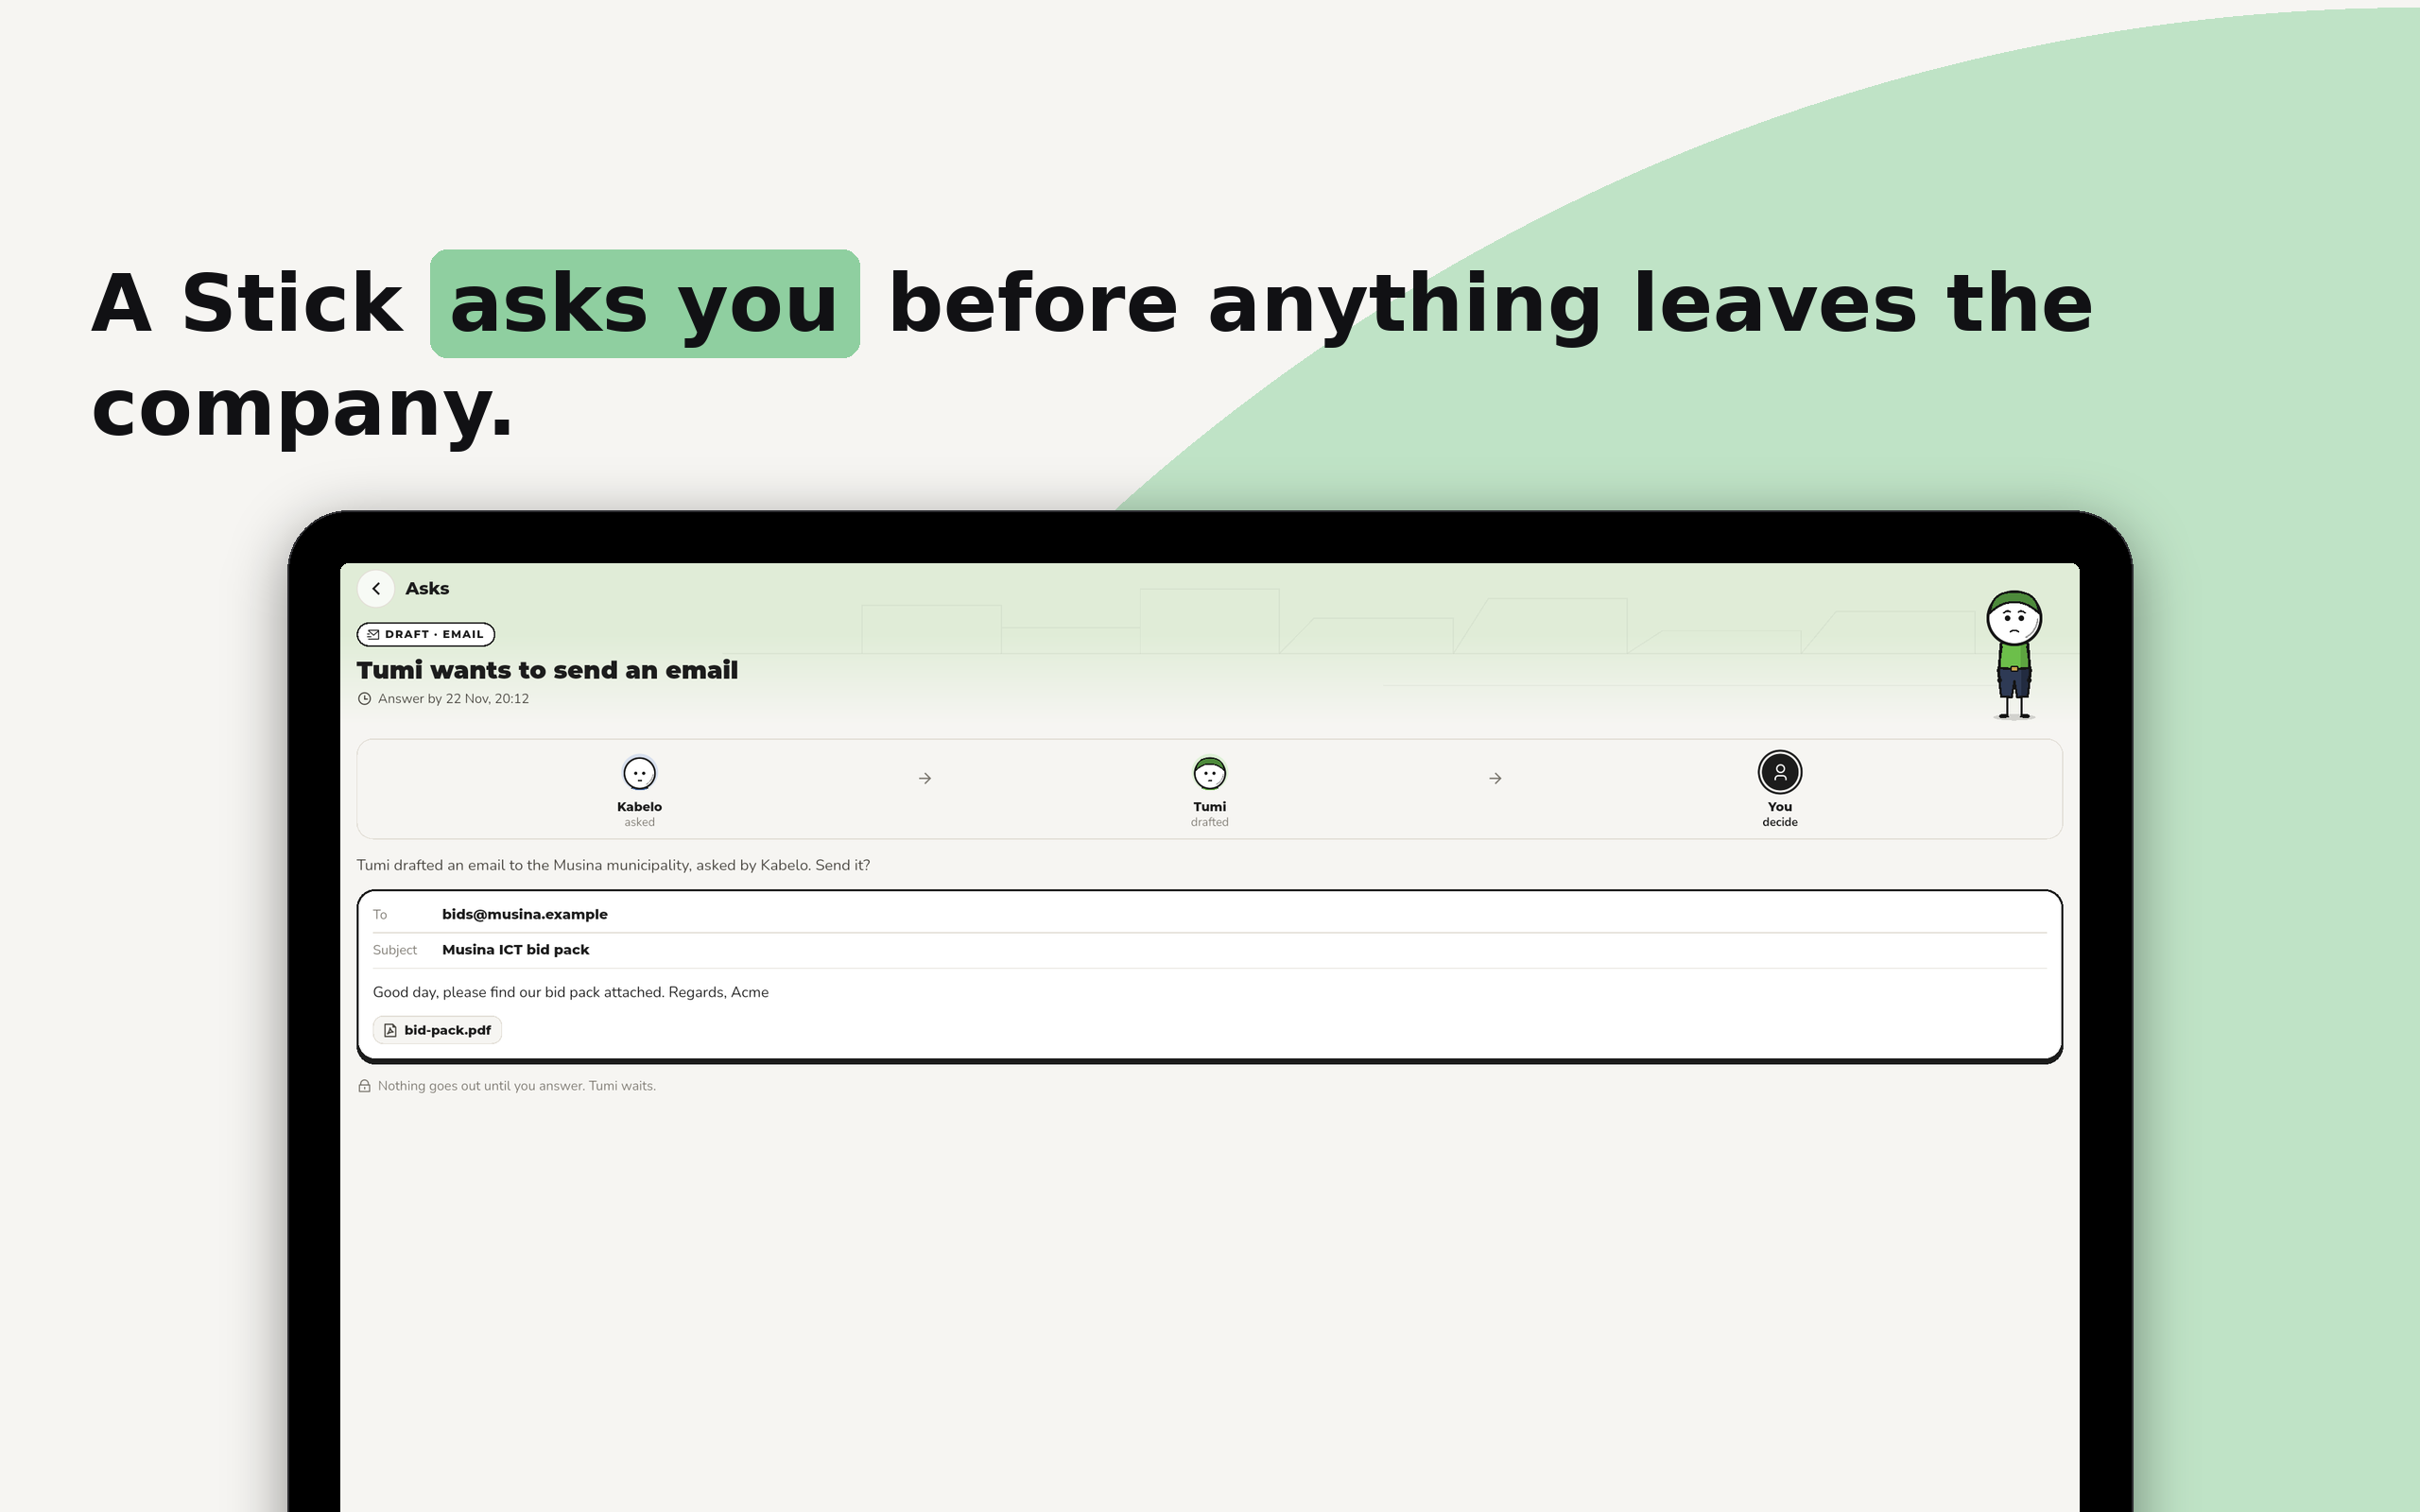 A Stick asks you before anything leaves the
company.
Asks
DRAFT · EMAIL
Tumi wants to send an email
Answer by 22 Nov, 20:12
Kabelo
asked
Tumi
drafted
You
decide
Tumi drafted an email to the Musina municipality, asked by Kabelo. Send it?
To bids@musina.example
Subject Musina ICT bid pack
Good day, please find our bid pack attached. Regards, Acme
bid-pack.pdf
Nothing goes out until you answer. Tumi waits.